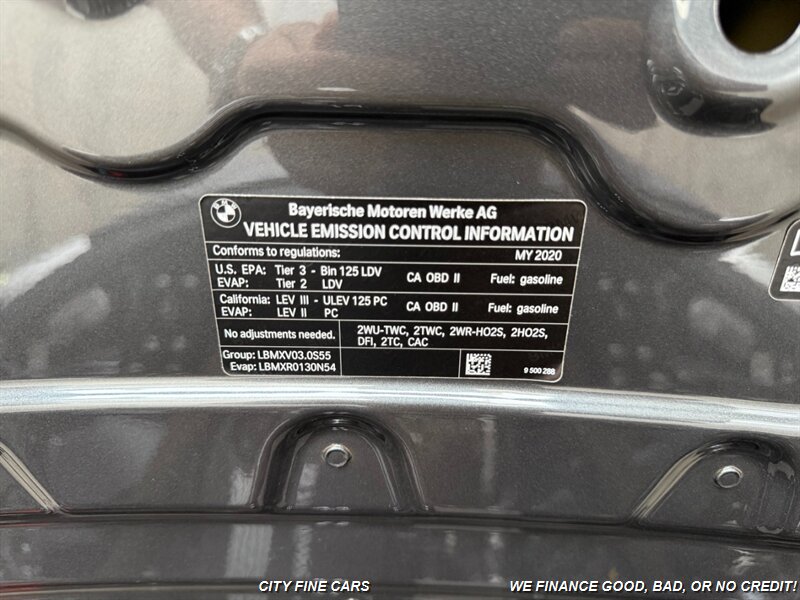 BMW
Bayerische Motoren Werke AG
VEHICLE EMISSION CONTROL INFORMATION
Conforms to regulations: MY 2020
U.S. EPA: Tier 3 - Bin 125 LDV CA OBD II Fuel: gasoline
EVAP: Tier 2 LDV
California: LEV III - ULEV 125 PC CA OBD II Fuel: gasoline
EVAP: LEV II PC
No adjustments needed. 2WU-TWC, 2TWC, 2WR-HO2S, 2HO2S,
DFI, 2TC, CAC
Group: LBMXV03.0S55
Evap: LBMXR0130N54
9 500 288
CITY FINE CARS WE FINANCE GOOD, BAD, OR NO CREDIT!